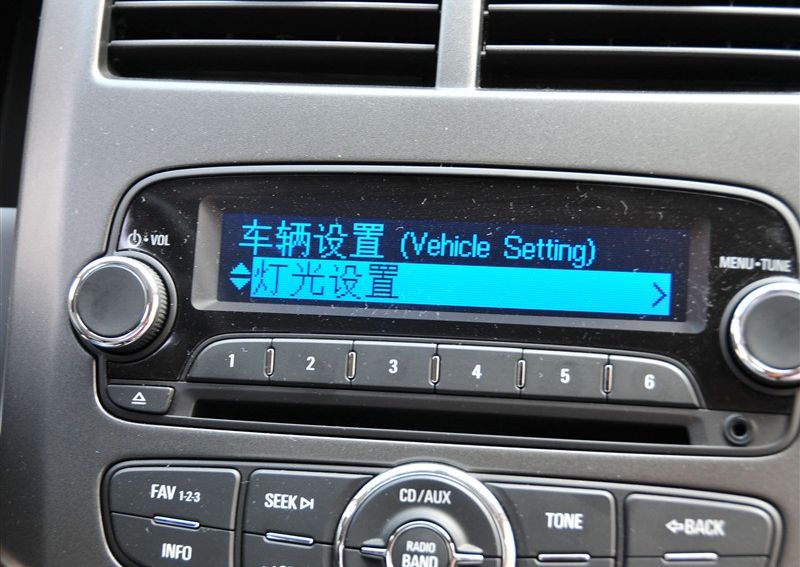 VOL
车辆设置 (Vehicle Setting)
灯光设置
MENU•TUNE
1 2 3 4 5 6
FAV 1-2-3
SEEK
CD/AUX
TONE
BACK
INFO
RADIO
BAND